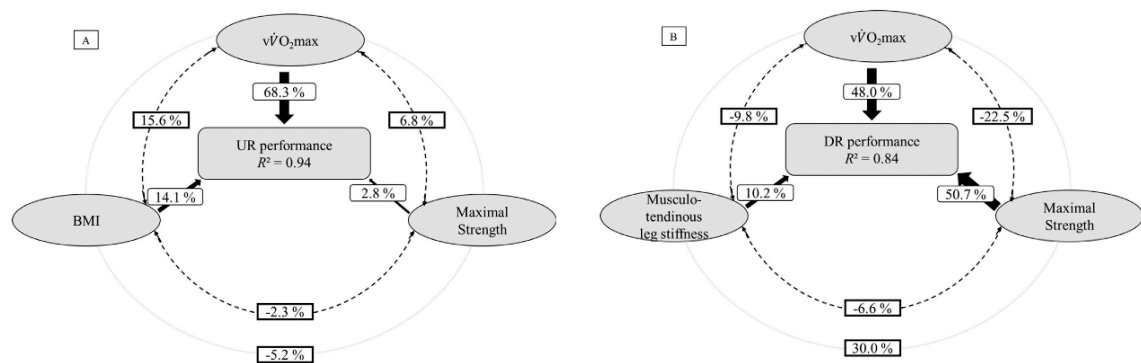 A
vV̇O₂max
68.3 %
15.6 %
6.8 %
UR performance
R² = 0.94
14.1 %
2.8 %
BMI
Maximal
Strength
-2.3 %
-5.2 %
B
vV̇O₂max
48.0 %
-9.8 %
-22.5 %
DR performance
R² = 0.84
10.2 %
50.7 %
Musculo-
tendinous
leg stiffness
Maximal
Strength
-6.6 %
30.0 %